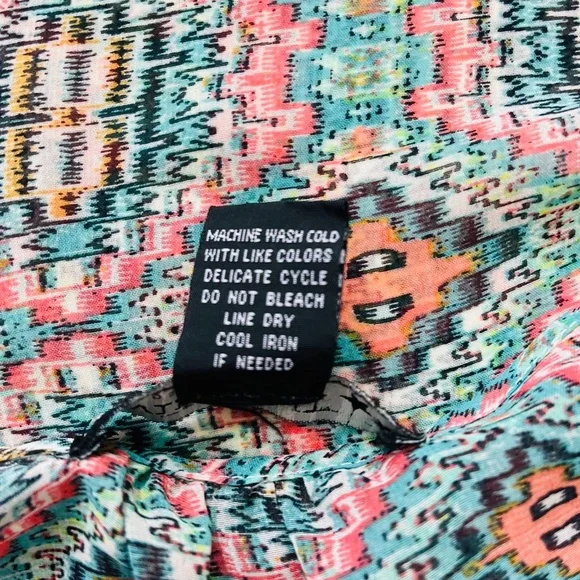 MACHINE WASH COLD
WITH LIKE COLORS
DELICATE CYCLE
DO NOT BLEACH
LINE DRY
COOL IRON
IF NEEDED